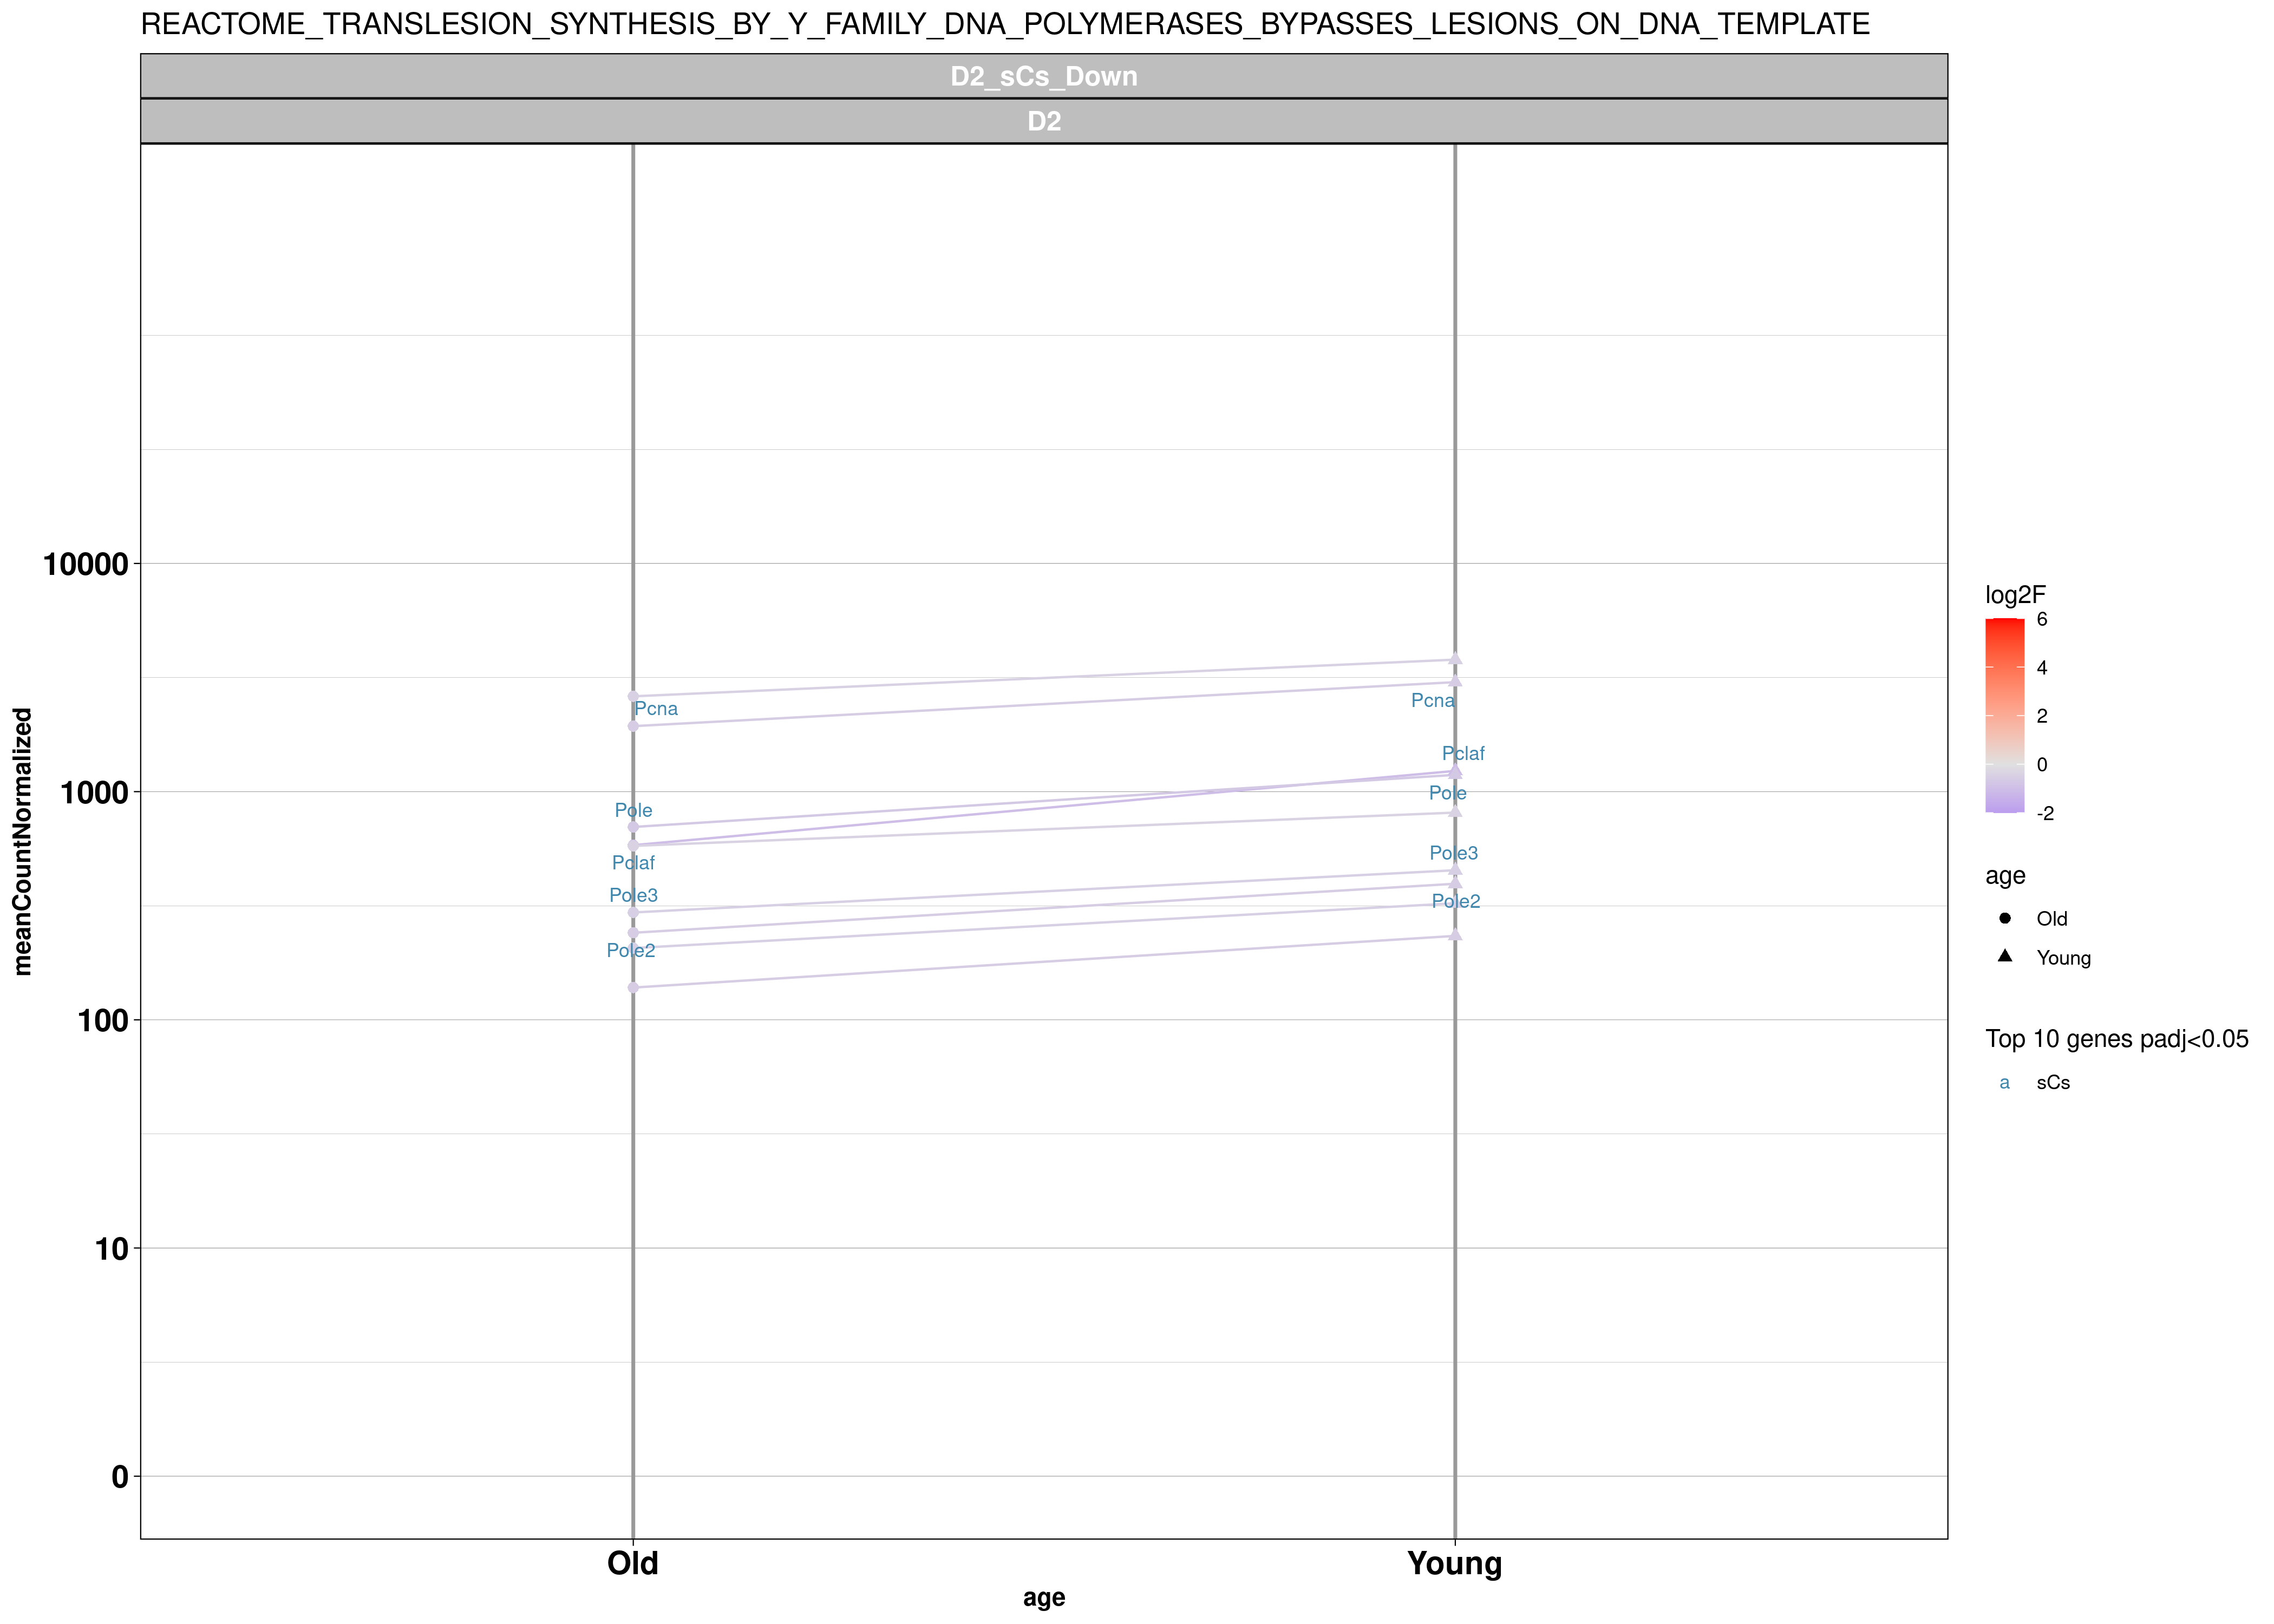 REACTOME_TRANSLESION_SYNTHESIS_BY_Y_FAMILY_DNA_POLYMERASES_BYPASSES_LESIONS_ON_DNA_TEMPLATE
D2_sCs_Down
D2
10000
1000
100
10
0
meanCountNormalized
Pcna
Pole
Pclaf
Pole3
Pole2
Pcna
Pclaf
Pole
Pole3
Pole2
Old
Young
age
log2F
6
4
2
0
-2
age
Old
Young
Top 10 genes padj<0.05
a sCs